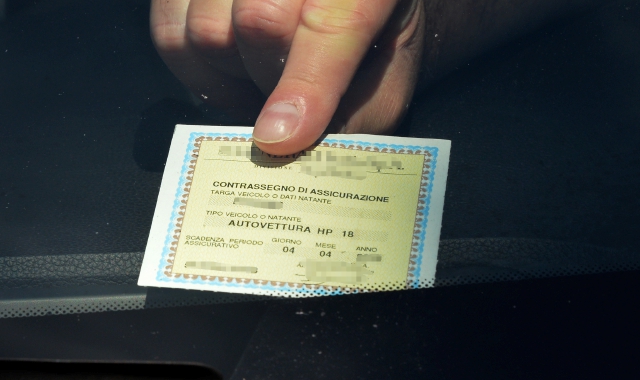 CONTRASSEGNO DI ASSICURAZIONE
TARGA VEICOLO O DATI NATANTE
TIPO VEICOLO O NATANTE
AUTOVETTURA HP 18
SCADENZA PERIODO GIORNO MESE ANNO
ASSICURATIVO 04 04